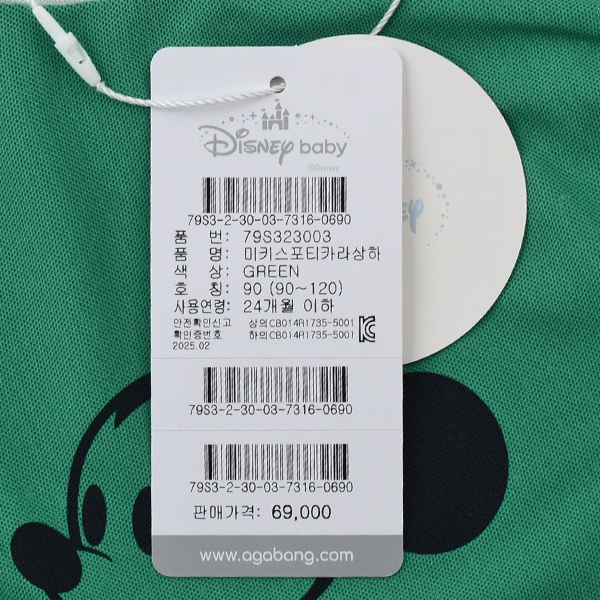 Disney baby
©Disney
79S3-2-30-03-7316-0690
품 번: 79S323003
품 명: 미키스포티카라상하
색 상: GREEN
호 칭: 90 (90~120)
사용연령: 24개월 이하
안전확인신고 상의CB014R1735-5001
확인증번호 하의CB014R1736-5001
2025.02
79S3-2-30-03-7316-0690
79S3-2-30-03-7316-0690
판매가격: 69,000
www.agabang.com